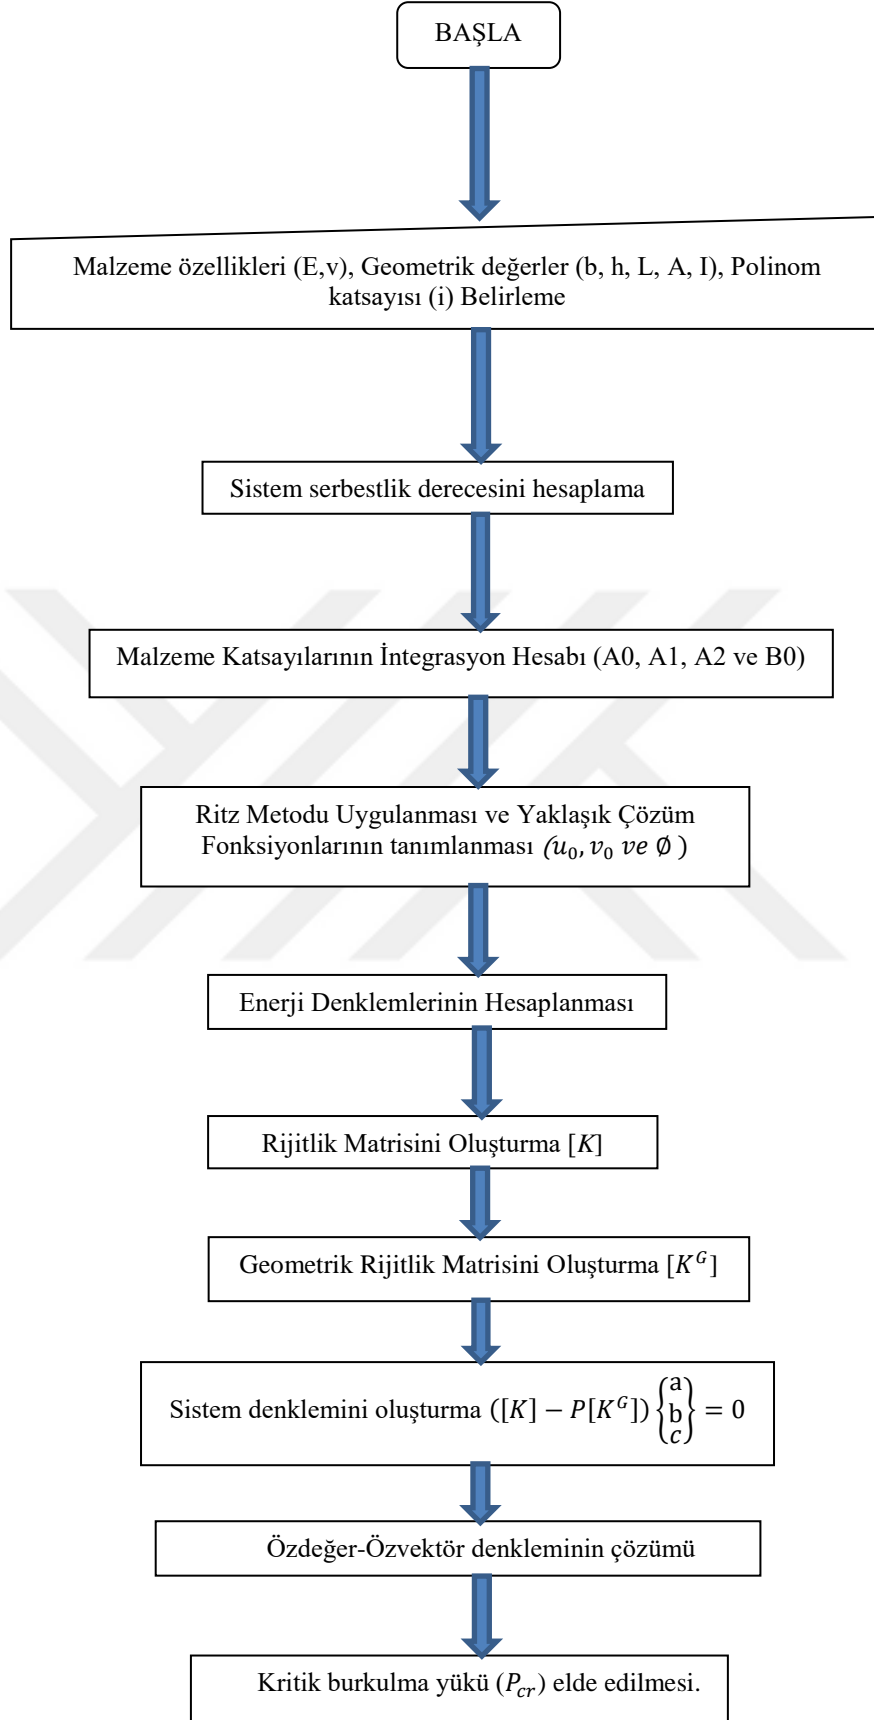 BAŞLA
Malzeme özellikleri (E,v), Geometrik değerler (b, h, L, A, I), Polinom
katsayısı (i) Belirleme
Sistem serbestlik derecesini hesaplama
Malzeme Katsayılarının İntegrasyon Hesabı (A0, A1, A2 ve B0)
Ritz Metodu Uygulanması ve Yaklaşık Çözüm
Fonksiyonlarının tanımlanması (u₀, v₀ ve ∅ )
Enerji Denklemlerinin Hesaplanması
Rijitlik Matrisini Oluşturma [K]
Geometrik Rijitlik Matrisini Oluşturma [Kᴳ]
Sistem denklemini oluşturma ([K] − P[Kᴳ]) {a b c} = 0
Özdeğer-Özvektör denkleminin çözümü
Kritik burkulma yükü (P_cr) elde edilmesi.